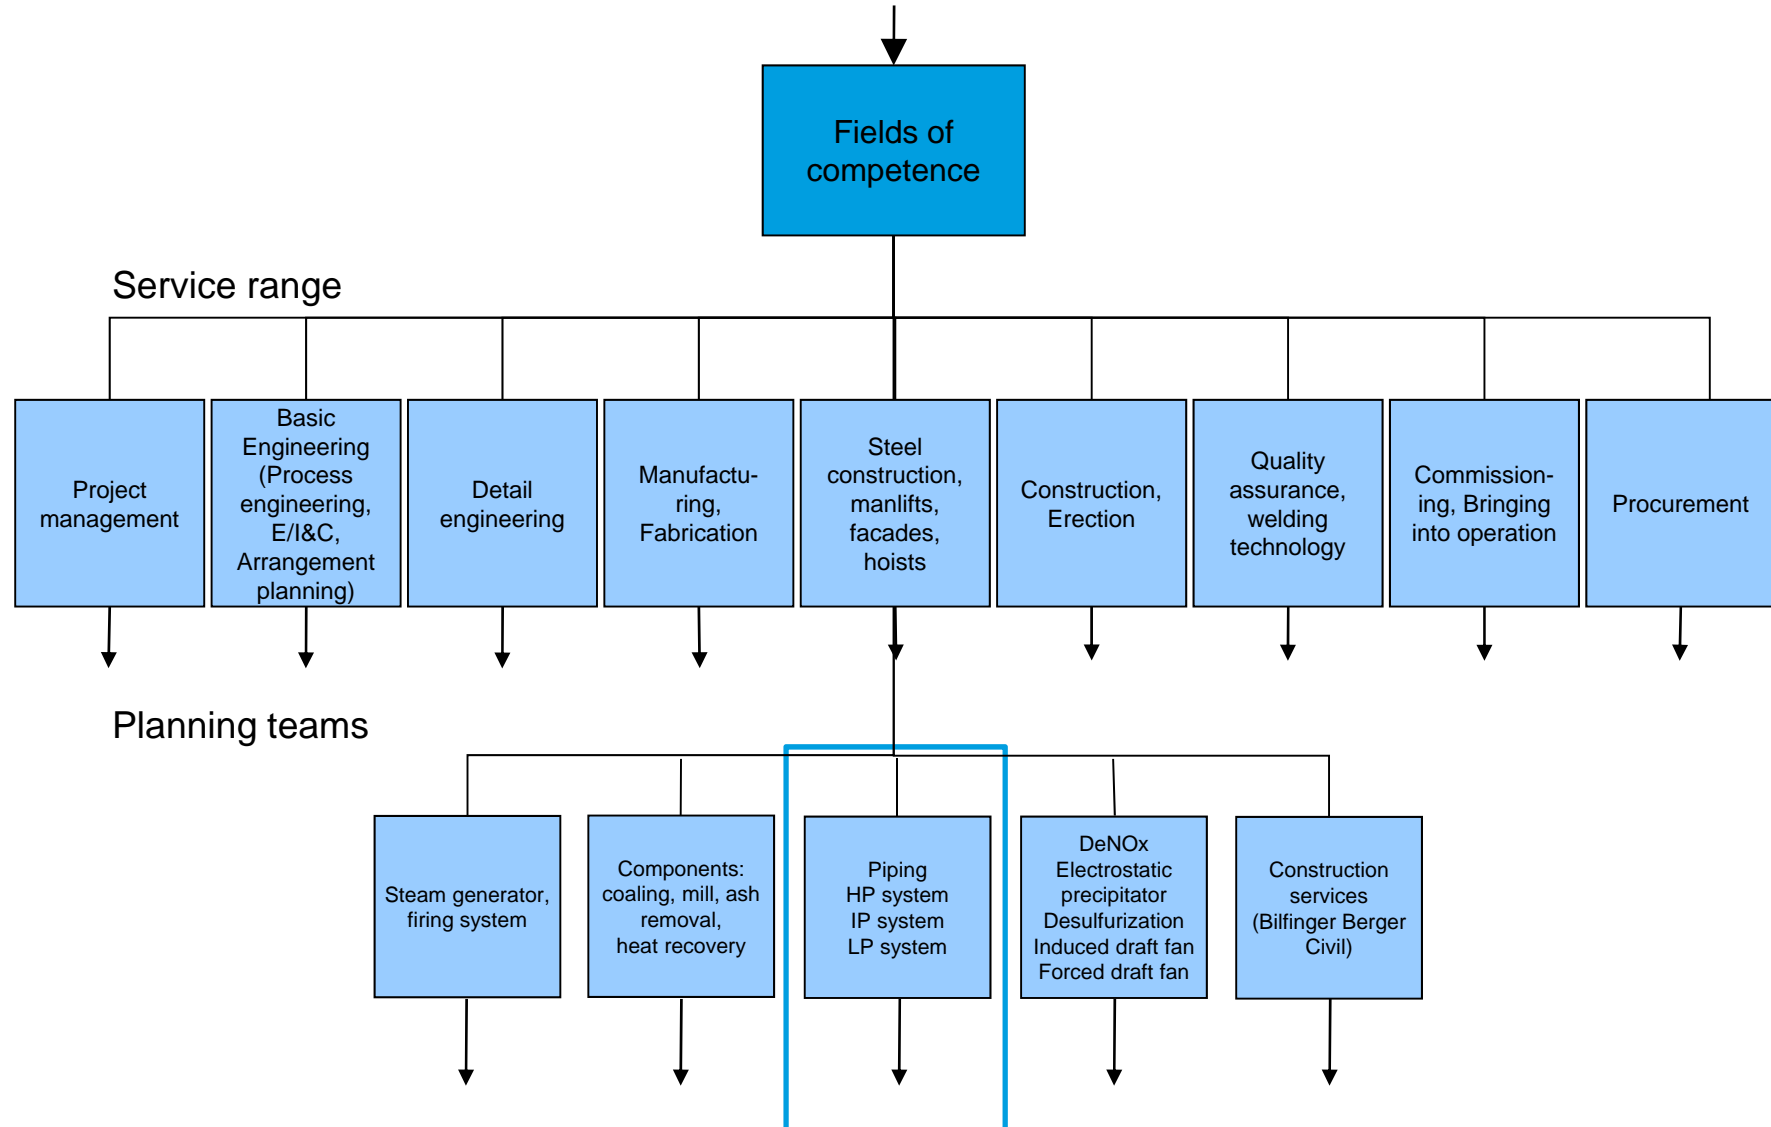 Fields of
competence
Service range
Project
management
Basic
Engineering
(Process
engineering,
E/I&C,
Arrangement
planning)
Detail
engineering
Manufactu-
ring,
Fabrication
Steel
construction,
manlifts,
facades,
hoists
Construction,
Erection
Quality
assurance,
welding
technology
Commission-
ing, Bringing
into operation
Procurement
Planning teams
Steam generator,
firing system
Components:
coaling, mill, ash
removal,
heat recovery
Piping
HP system
IP system
LP system
DeNOx
Electrostatic
precipitator
Desulfurization
Induced draft fan
Forced draft fan
Construction
services
(Bilfinger Berger
Civil)